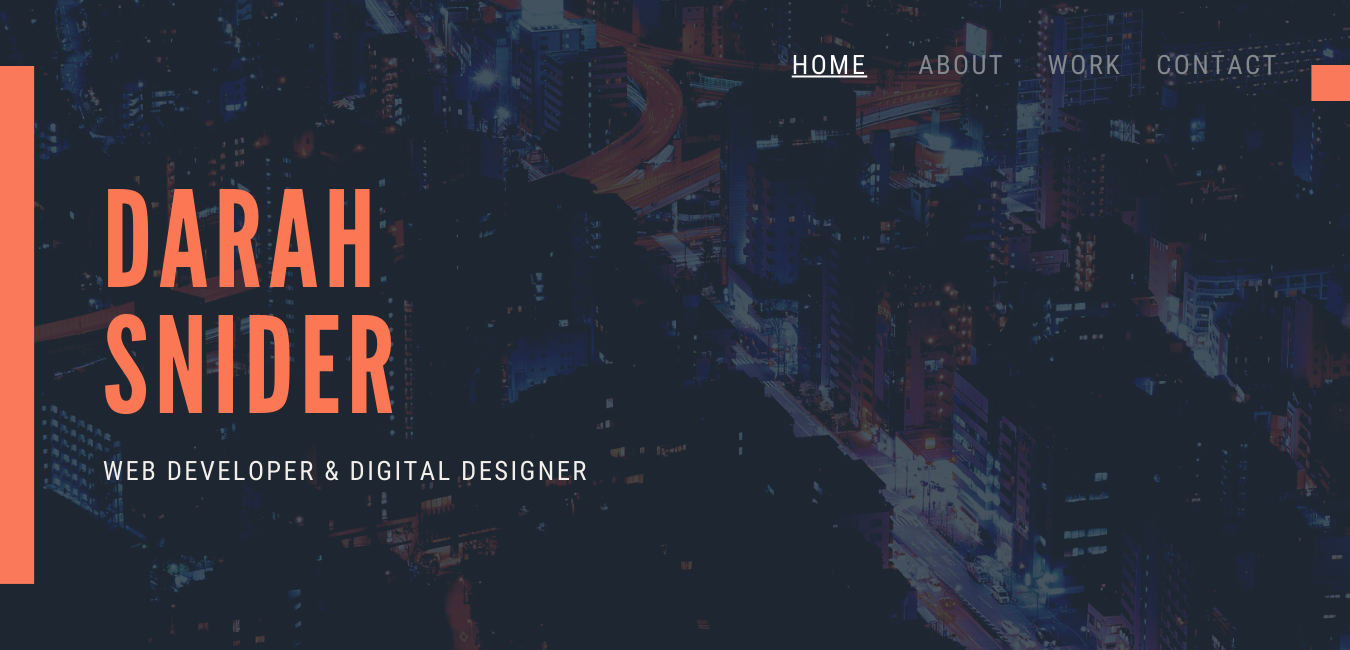 HOME ABOUT WORK CONTACT
DARAH
SNIDER
WEB DEVELOPER & DIGITAL DESIGNER